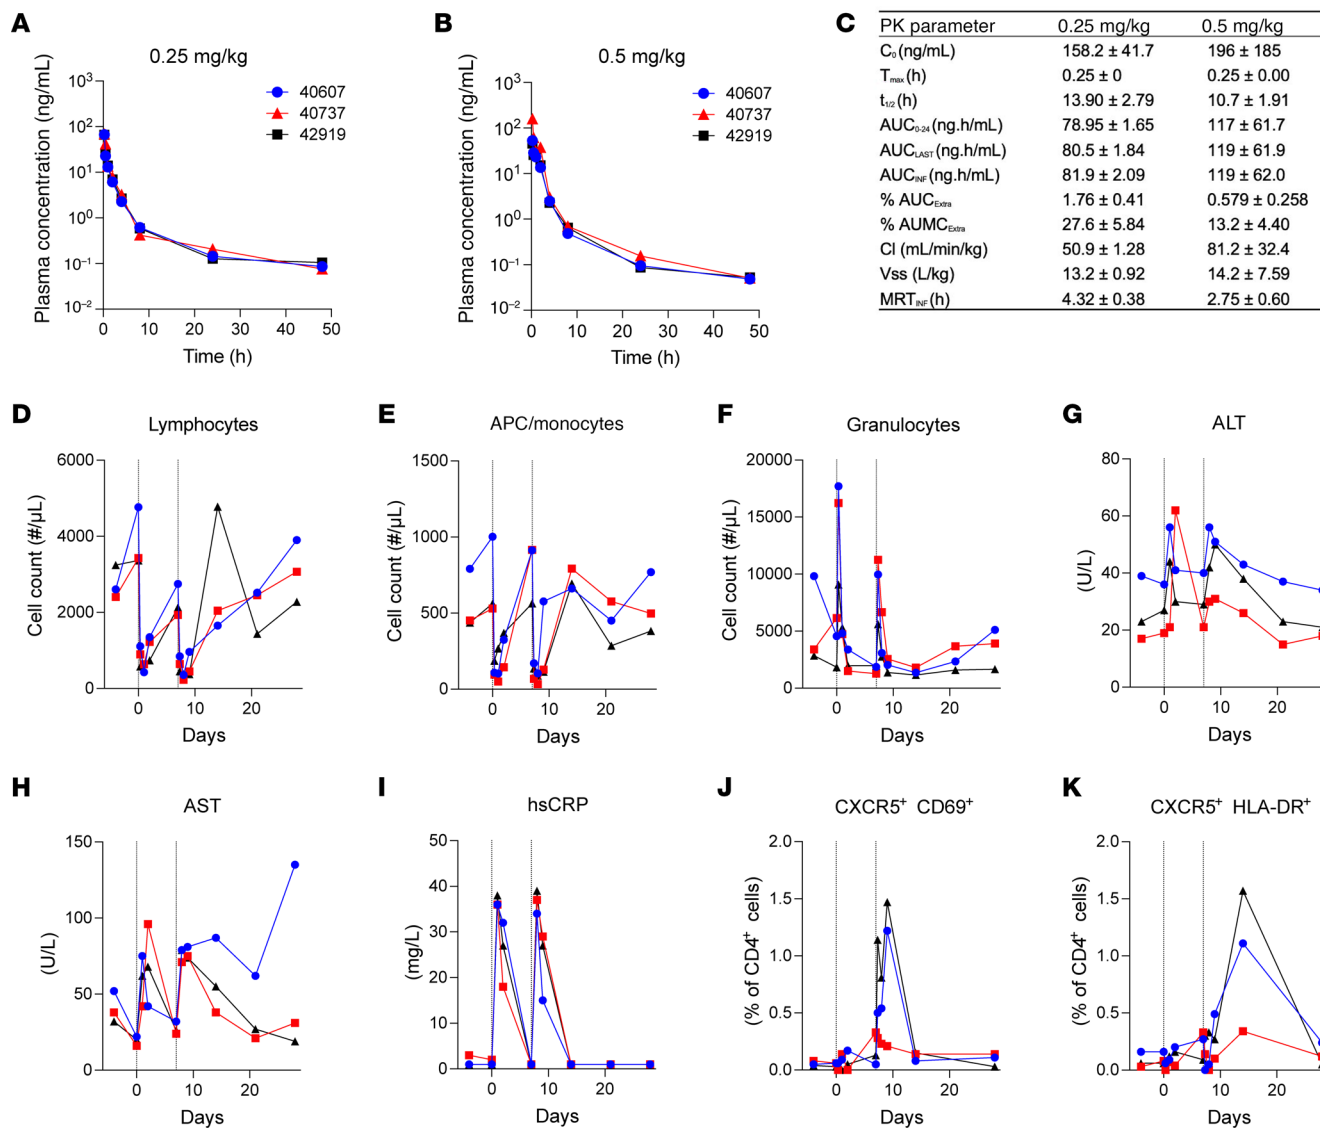 A
0.25 mg/kg
Plasma concentration (ng/mL)
10³
10²
10¹
10⁰
10⁻¹
10⁻²
0 10 20 30 40 50
Time (h)
40607
40737
42919
B
0.5 mg/kg
Plasma concentration (ng/mL)
10³
10²
10¹
10⁰
10⁻¹
10⁻²
0 10 20 30 40 50
Time (h)
40607
40737
42919
C
PK parameter 0.25 mg/kg 0.5 mg/kg
C₀ (ng/mL) 158.2 ± 41.7 196 ± 185
Tmax (h) 0.25 ± 0 0.25 ± 0.00
t1/2 (h) 13.90 ± 2.79 10.7 ± 1.91
AUC0-24 (ng.h/mL) 78.95 ± 1.65 117 ± 61.7
AUCLAST (ng.h/mL) 80.5 ± 1.84 119 ± 61.9
AUCINF (ng.h/mL) 81.9 ± 2.09 119 ± 62.0
% AUCExtra 1.76 ± 0.41 0.579 ± 0.258
% AUMCExtra 27.6 ± 5.84 13.2 ± 4.40
Cl (mL/min/kg) 50.9 ± 1.28 81.2 ± 32.4
Vss (L/kg) 13.2 ± 0.92 14.2 ± 7.59
MRTINF (h) 4.32 ± 0.38 2.75 ± 0.60
D
Lymphocytes
Cell count (#/µL)
6000
4000
2000
0
0 10 20
Days
E
APC/monocytes
Cell count (#/µL)
1500
1000
500
0
0 10 20
Days
F
Granulocytes
Cell count (#/µL)
20000
15000
10000
5000
0
0 10 20
Days
G
ALT
(U/L)
80
60
40
20
0
0 10 20
Days
H
AST
(U/L)
150
100
50
0
0 10 20
Days
I
hsCRP
(mg/L)
50
40
30
20
10
0
0 10 20
Days
J
CXCR5⁺ CD69⁺
(% of CD4⁺ cells)
2.0
1.5
1.0
0.5
0.0
0 10 20
Days
K
CXCR5⁺ HLA-DR⁺
(% of CD4⁺ cells)
2.0
1.5
1.0
0.5
0.0
0 10 20
Days